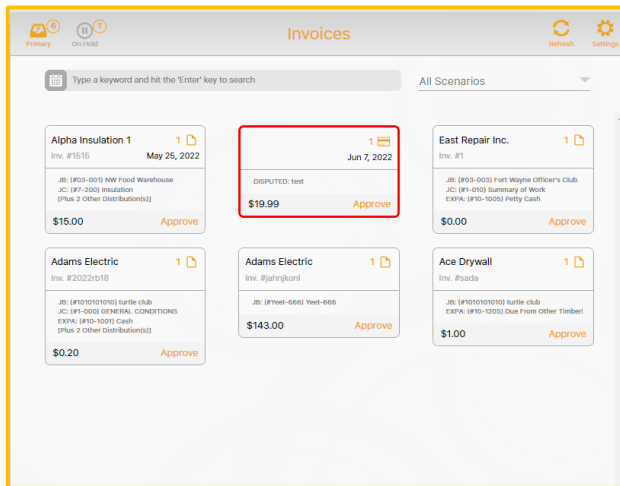 6
1
Primary
On Hold
Invoices
Refresh
Settings
Type a keyword and hit the 'Enter' key to search
All Scenarios
Alpha Insulation 1
1
Inv. #1515
May 25, 2022
JB: (#03-001) NW Food Warehouse
JC: (#7-200) Insulation
[Plus 2 Other Distribution(s)]
$15.00
Approve
1
Jun 7, 2022
DISPUTED: test
$19.99
Approve
East Repair Inc.
1
Inv. #1
JB: (#03-003) Fort Wayne Officer's Club
JC: (#1-010) Summary of Work
EXPA: (#10-1005) Petty Cash
$0.00
Approve
Adams Electric
1
Inv. #2022rb18
JB: (#1010101010) turtle club
JC: (#1-000) GENERAL CONDITIONS
EXPA: (#10-1001) Cash
[Plus 2 Other Distribution(s)]
$0.20
Approve
Adams Electric
1
Inv. #jahnjkonl
JB: (#Yeet-666) Yeet-666
$143.00
Approve
Ace Drywall
1
Inv. #sada
JB: (#1010101010) turtle club
EXPA: (#10-1205) Due From Other Timberl
$1.00
Approve